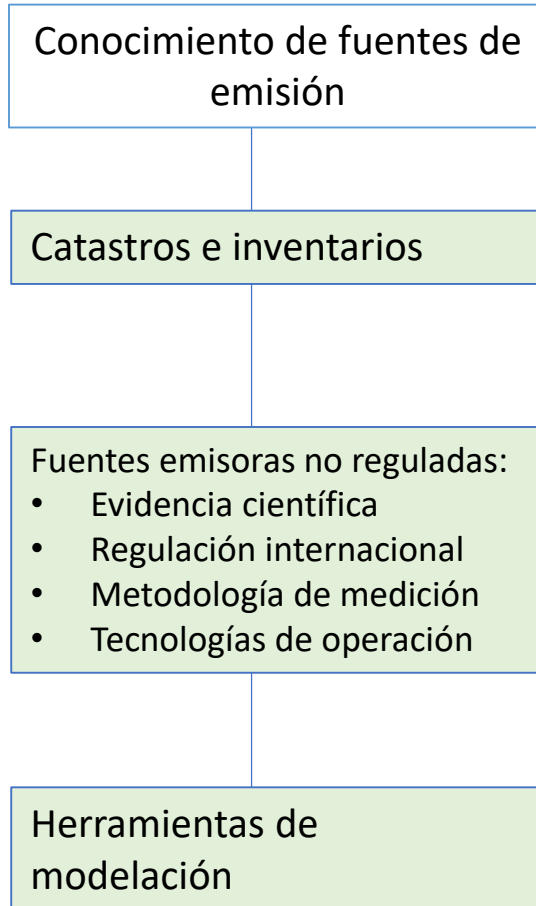 Conocimiento de fuentes de
emisión
Catastros e inventarios
Fuentes emisoras no reguladas:
• Evidencia científica
• Regulación internacional
• Metodología de medición
• Tecnologías de operación
Herramientas de
modelación